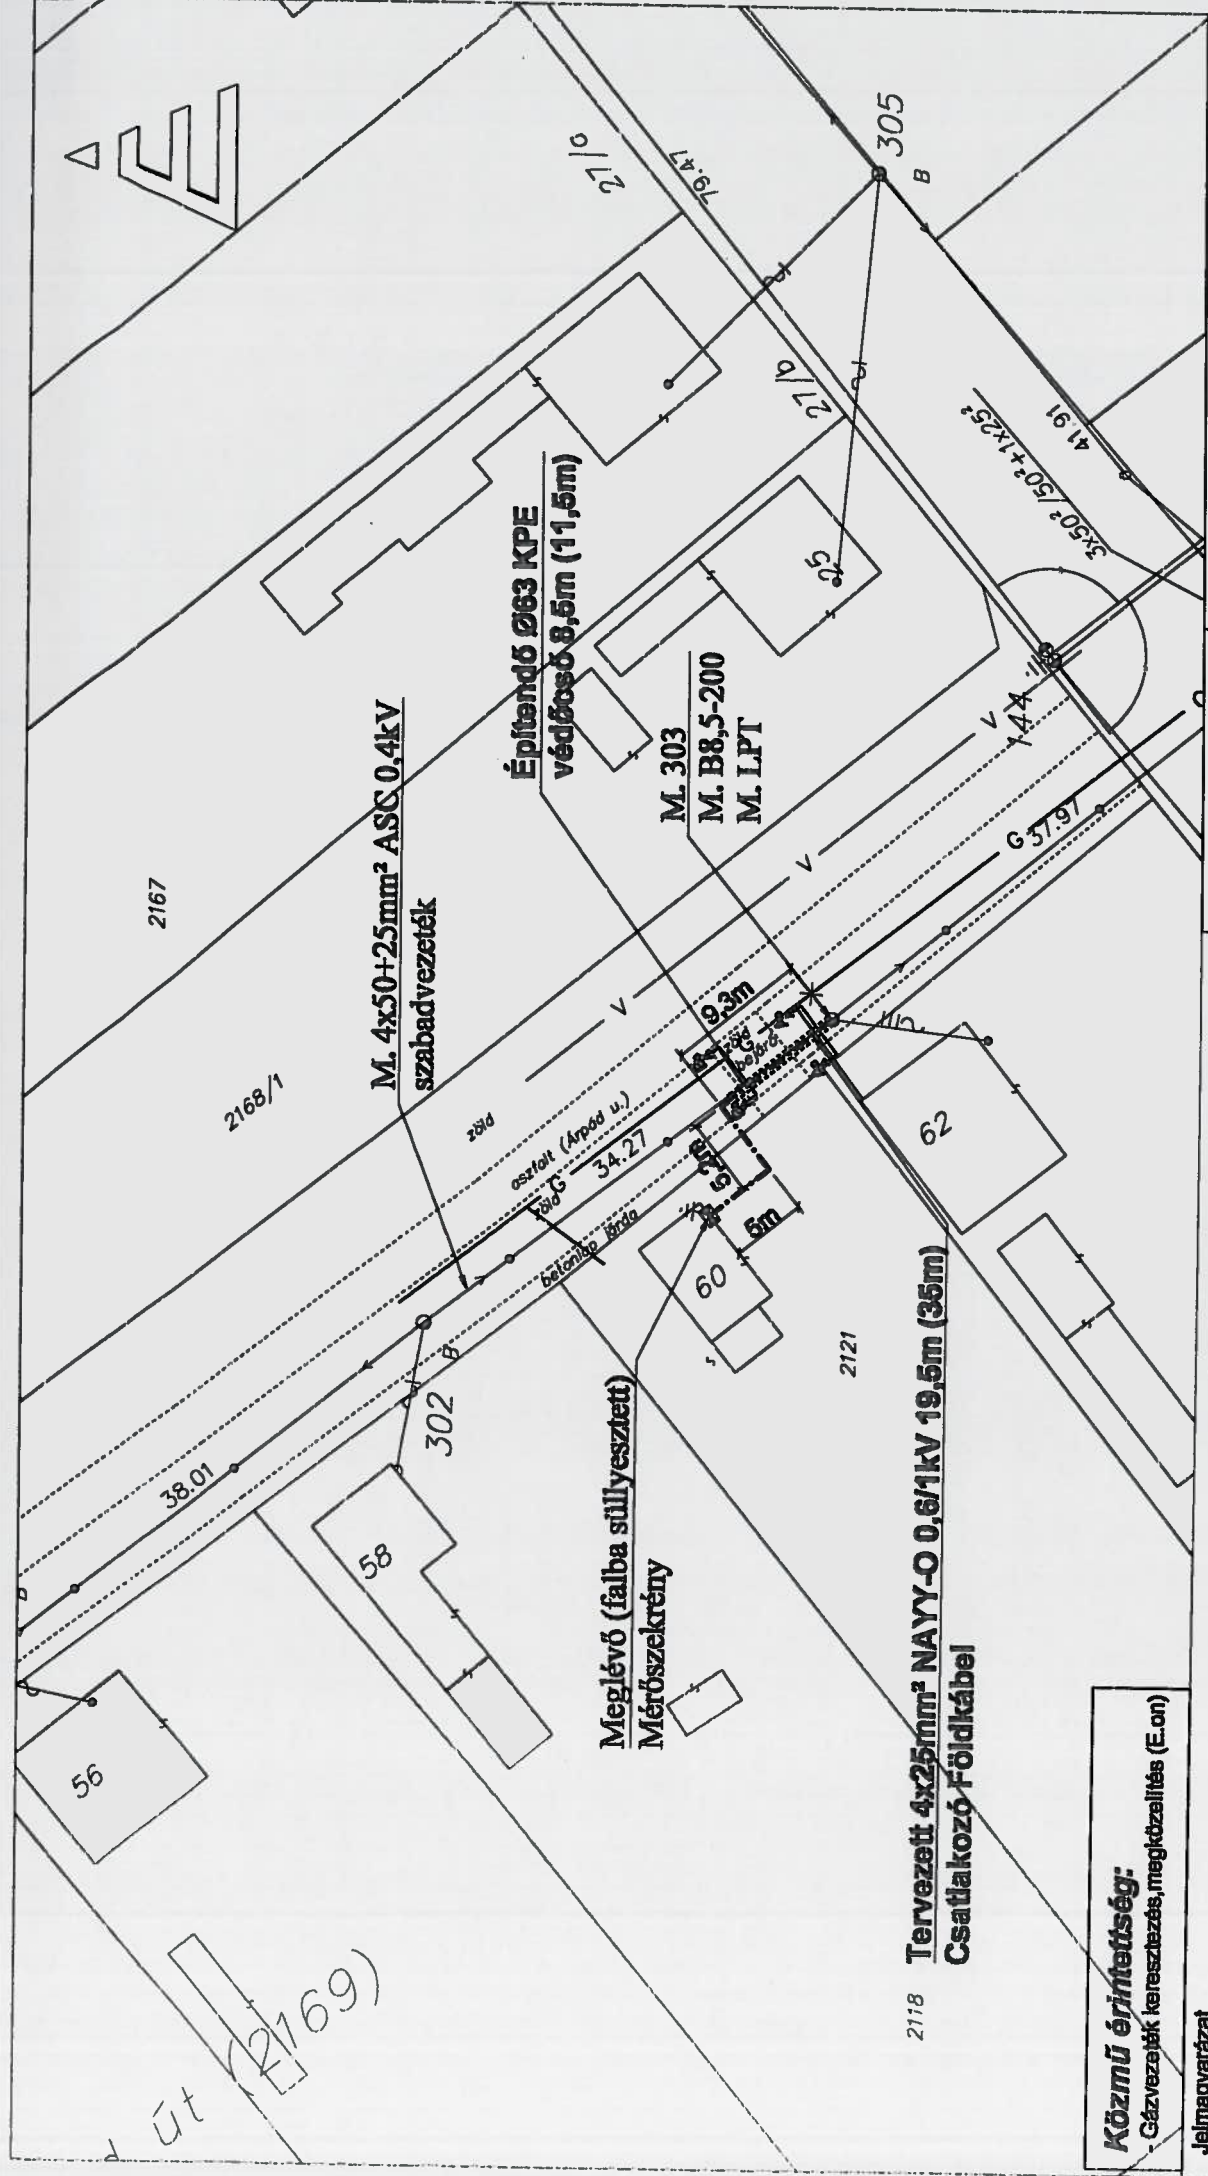 É
2167
2168/1
27/a
79.47
27/b
305
B
M. 4x50+25mm² ASC 0,4kV
szabadvezeték
Építendő Ø63 KPE
védőcső 8,5m (11,5m)
M. 303
M. B8,5-200
M. LPT
25
3x50²/50²+1x25²
41.91
144
V
V
V
G
37.97
zöld
aszfalt (Árpád u.)
G
34.27
zöld
betonlap járda
9,3m
zöld
bejáró
G
5m
60
62
2121
302
B
38.01
58
56
Meglévő (falba süllyesztett)
Mérőszekrény
Tervezett 4x25mm² NAYY-O 0,6/1kV 19,5m (35m)
Csatlakozó Földkábel
2118
út (2169)
Közmű érintettség:
- Gázvezeték keresztezés,megközelítés (E.on)
Jelmagyarázat